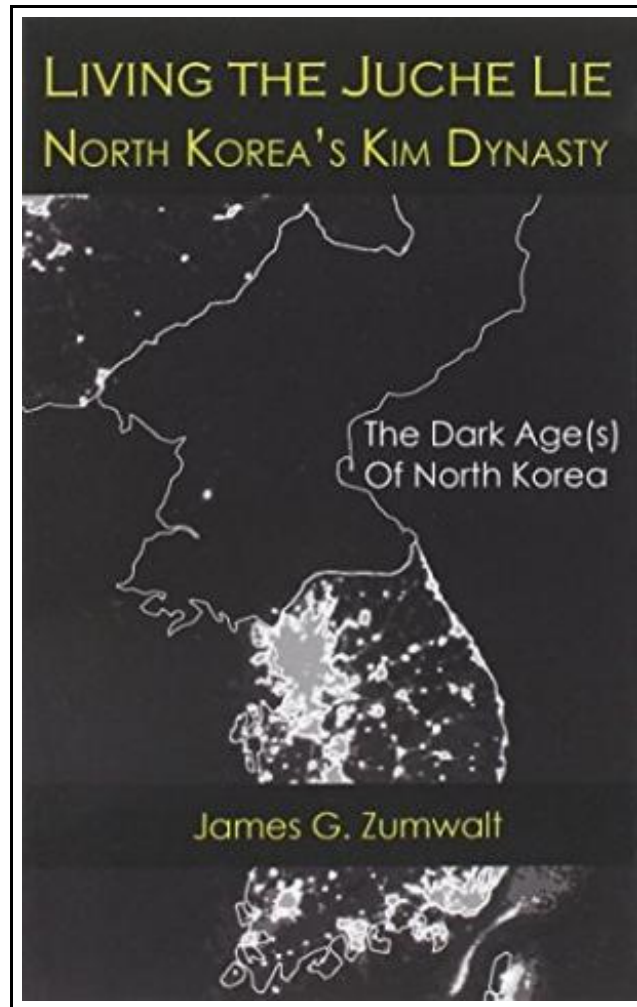 LIVING THE JUCHE LIE
NORTH KOREA'S KIM DYNASTY
The Dark Age(s)
Of North Korea
James G. Zumwalt